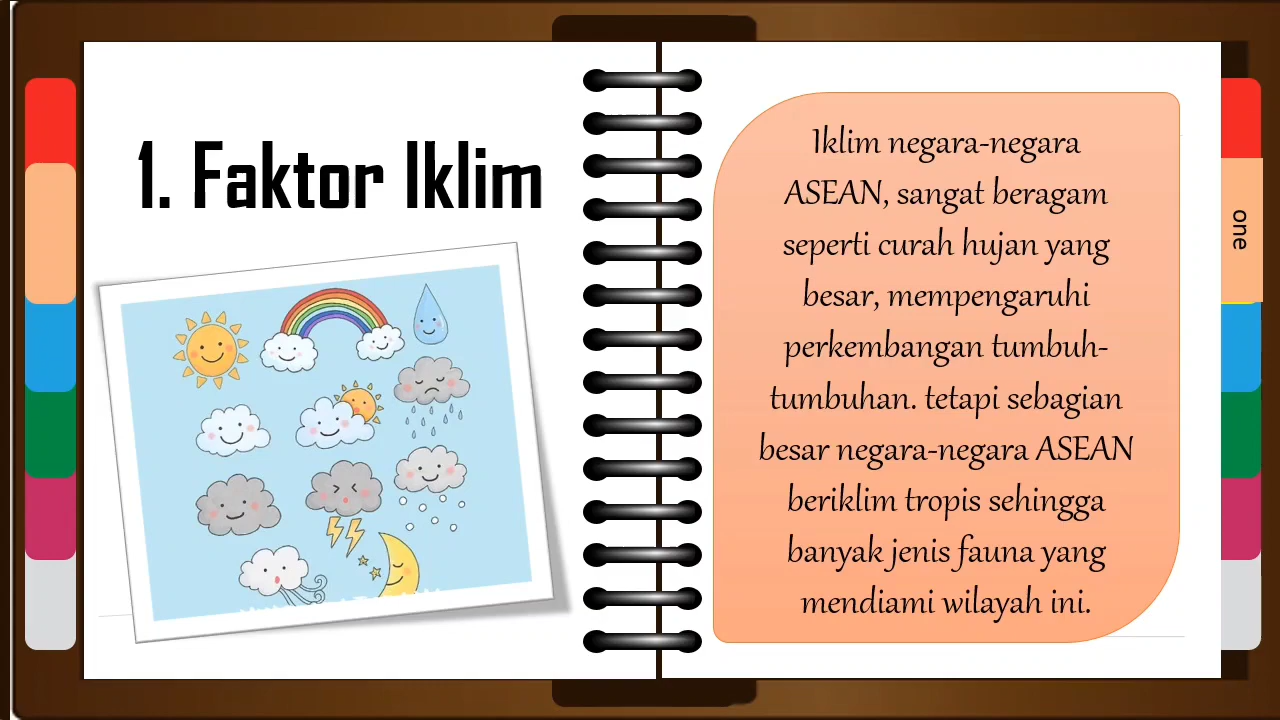 1. Faktor Iklim
Iklim negara-negara
ASEAN, sangat beragam
seperti curah hujan yang
besar, mempengaruhi
perkembangan tumbuh-
tumbuhan. tetapi sebagian
besar negara-negara ASEAN
beriklim tropis sehingga
banyak jenis fauna yang
mendiami wilayah ini.
one